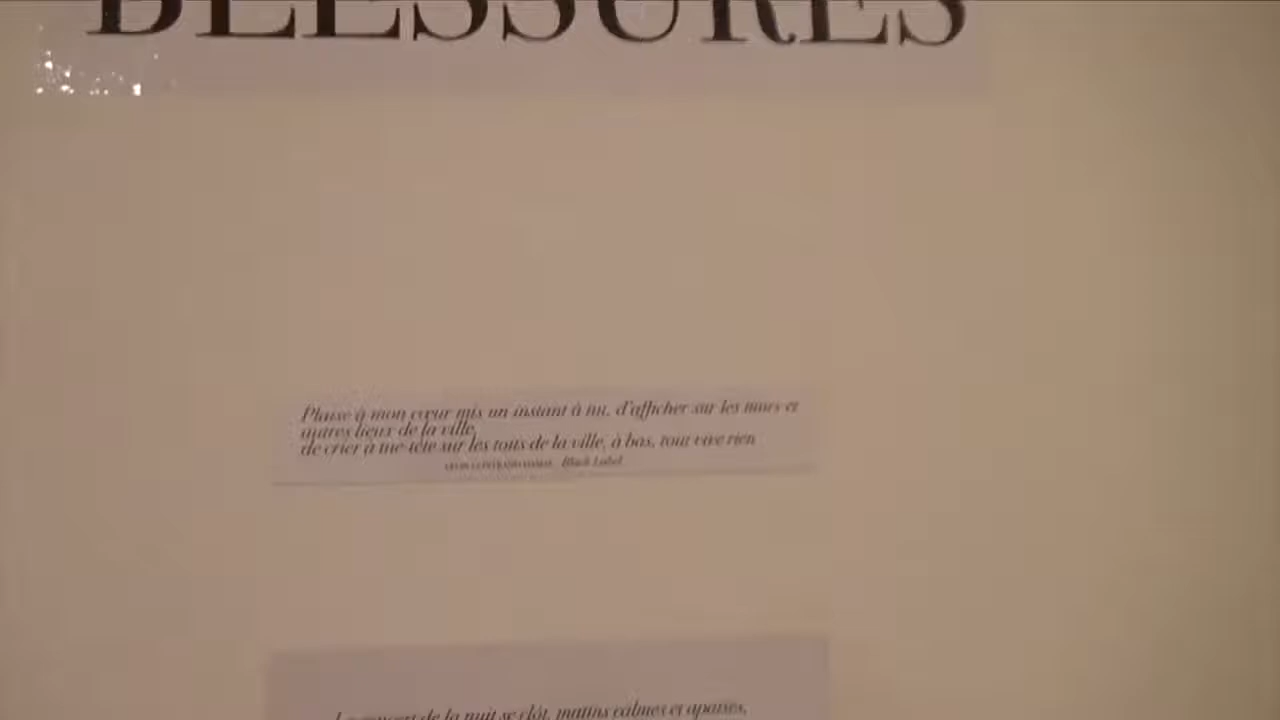 BLESSURES
Plaise à mon cœur mis un instant à nu, d'afficher sur les murs et
autres lieux de la ville,
de crier à tue-tête sur les toits de la ville, à bas, tout vive rien
Black Label
de la nuit se clôt, matins calmes et apaisés,